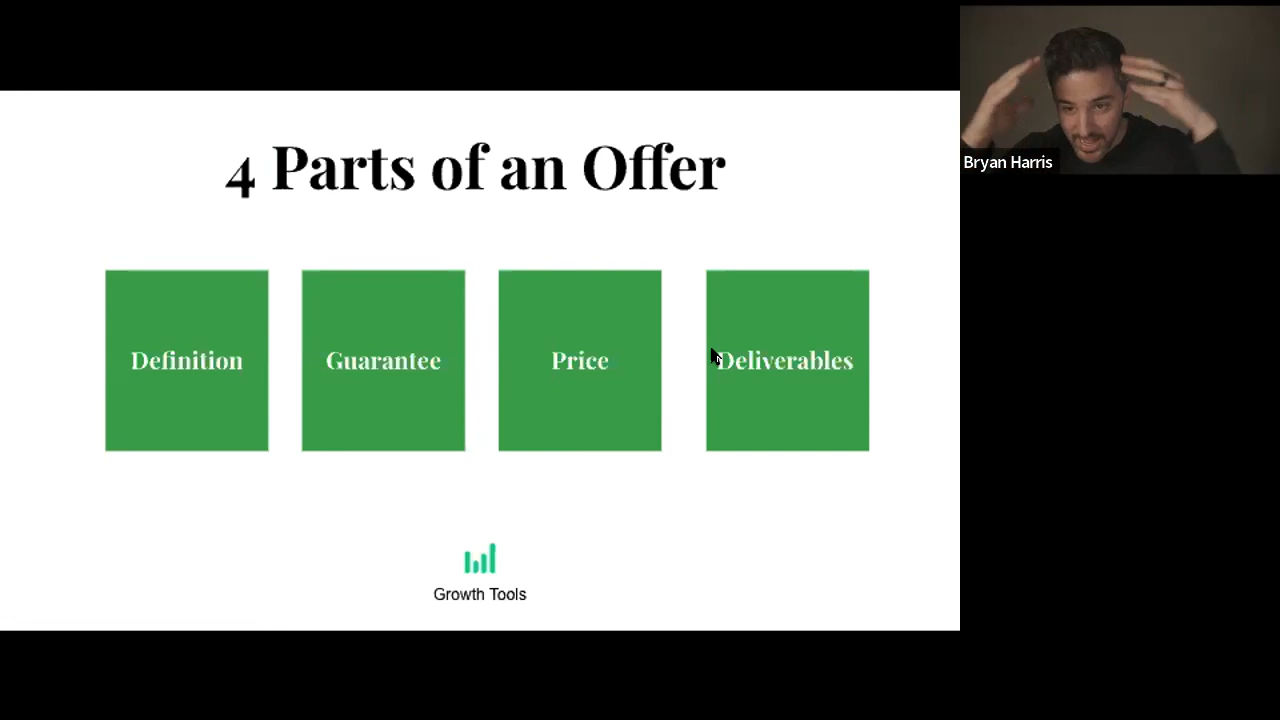 4 Parts of an Offer
Definition
Guarantee
Price
Deliverables
Growth Tools
Bryan Harris